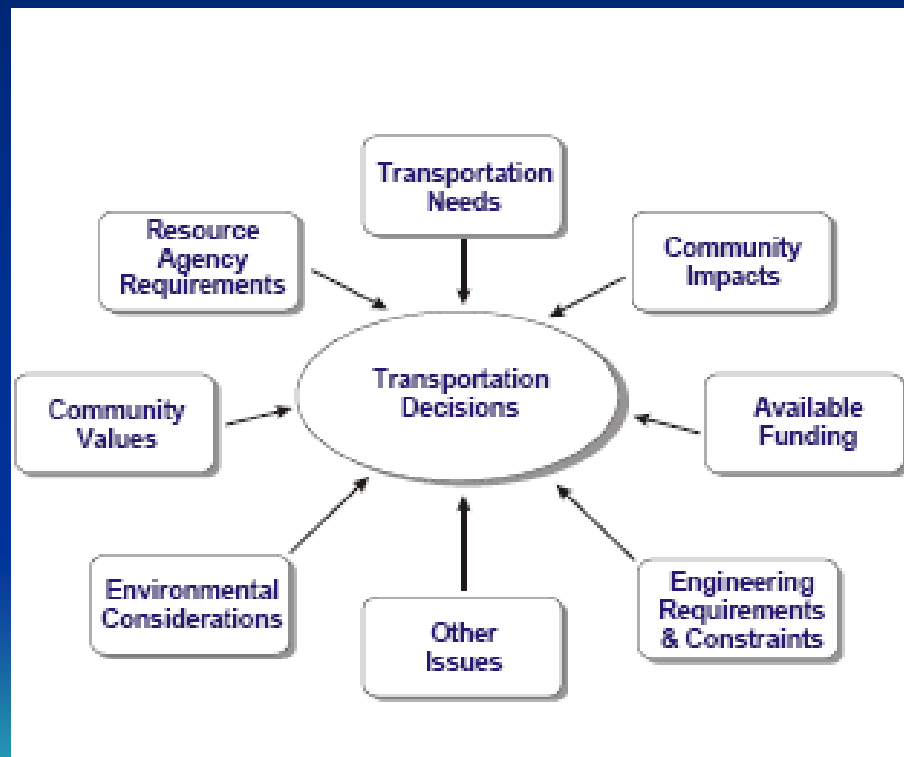 Transportation
Needs
Resource
Agency
Requirements
Community
Impacts
Transportation
Decisions
Community
Values
Available
Funding
Environmental
Considerations
Other
Issues
Engineering
Requirements
& Constraints